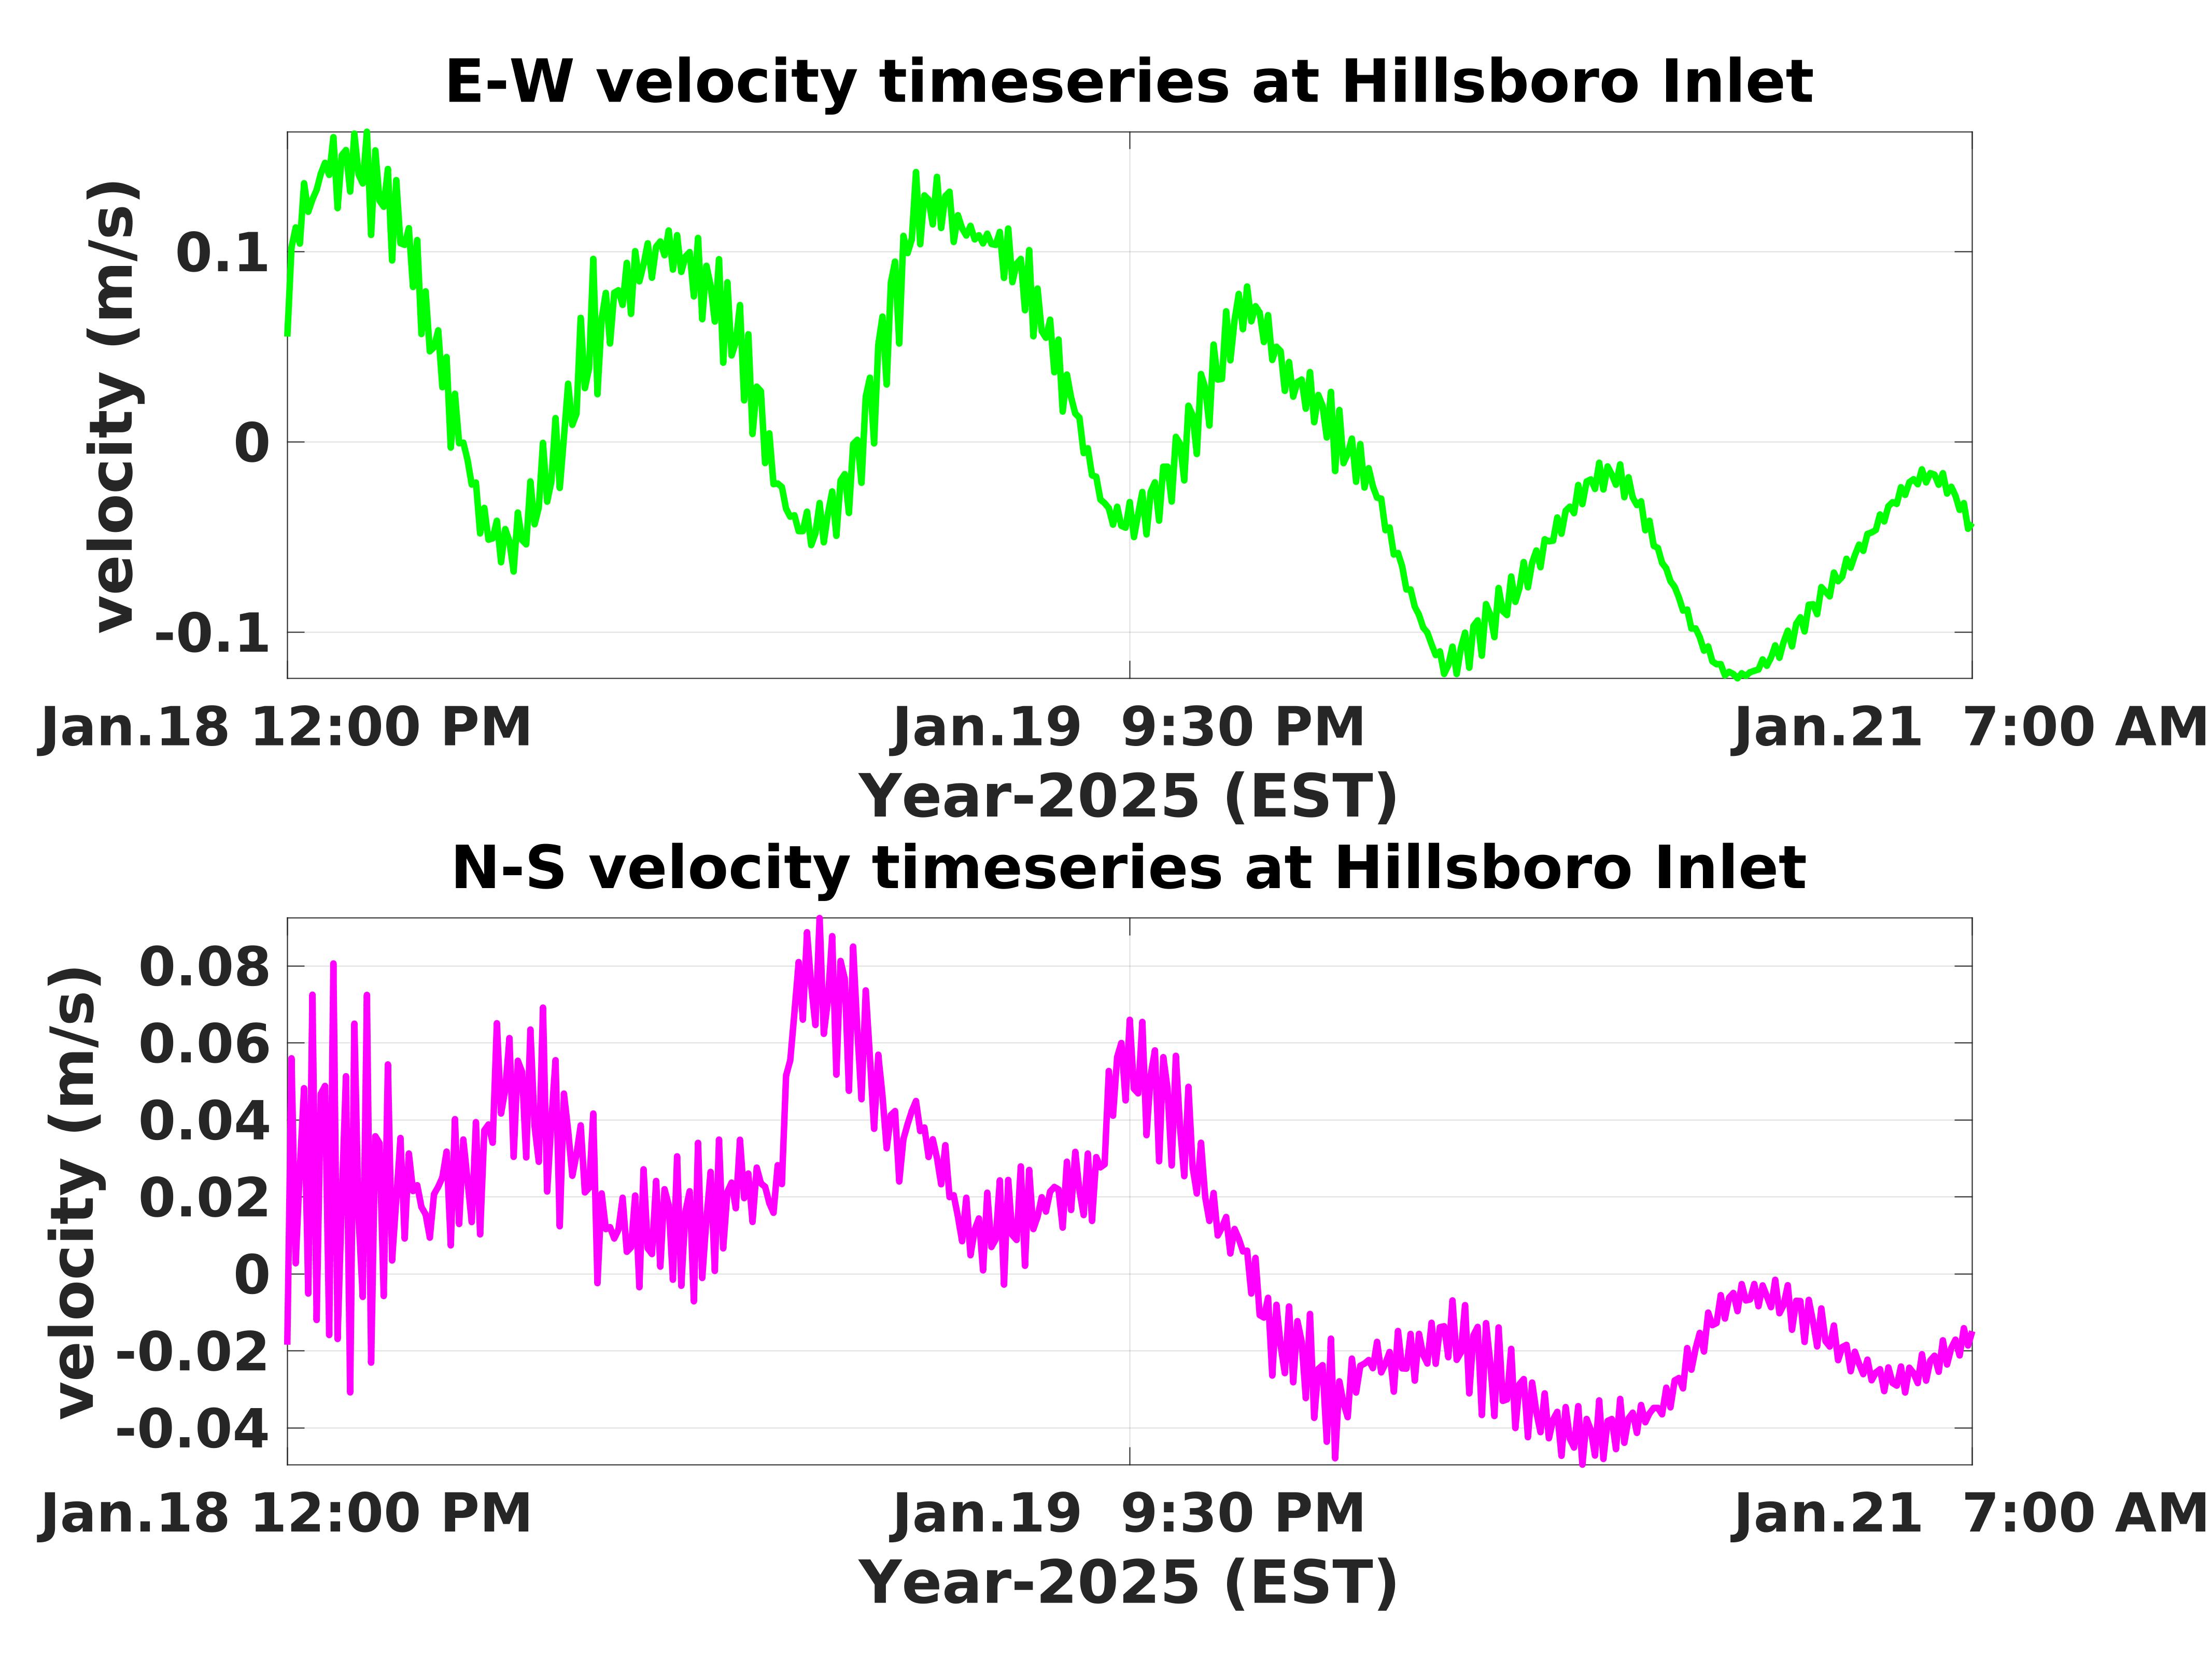 E-W velocity timeseries at Hillsboro Inlet
velocity (m/s)
0.1
0
-0.1
Jan.18 12:00 PM
Jan.19  9:30 PM
Jan.21  7:00 AM
Year-2025 (EST)
N-S velocity timeseries at Hillsboro Inlet
velocity (m/s)
0.08
0.06
0.04
0.02
0
-0.02
-0.04
Jan.18 12:00 PM
Jan.19  9:30 PM
Jan.21  7:00 AM
Year-2025 (EST)